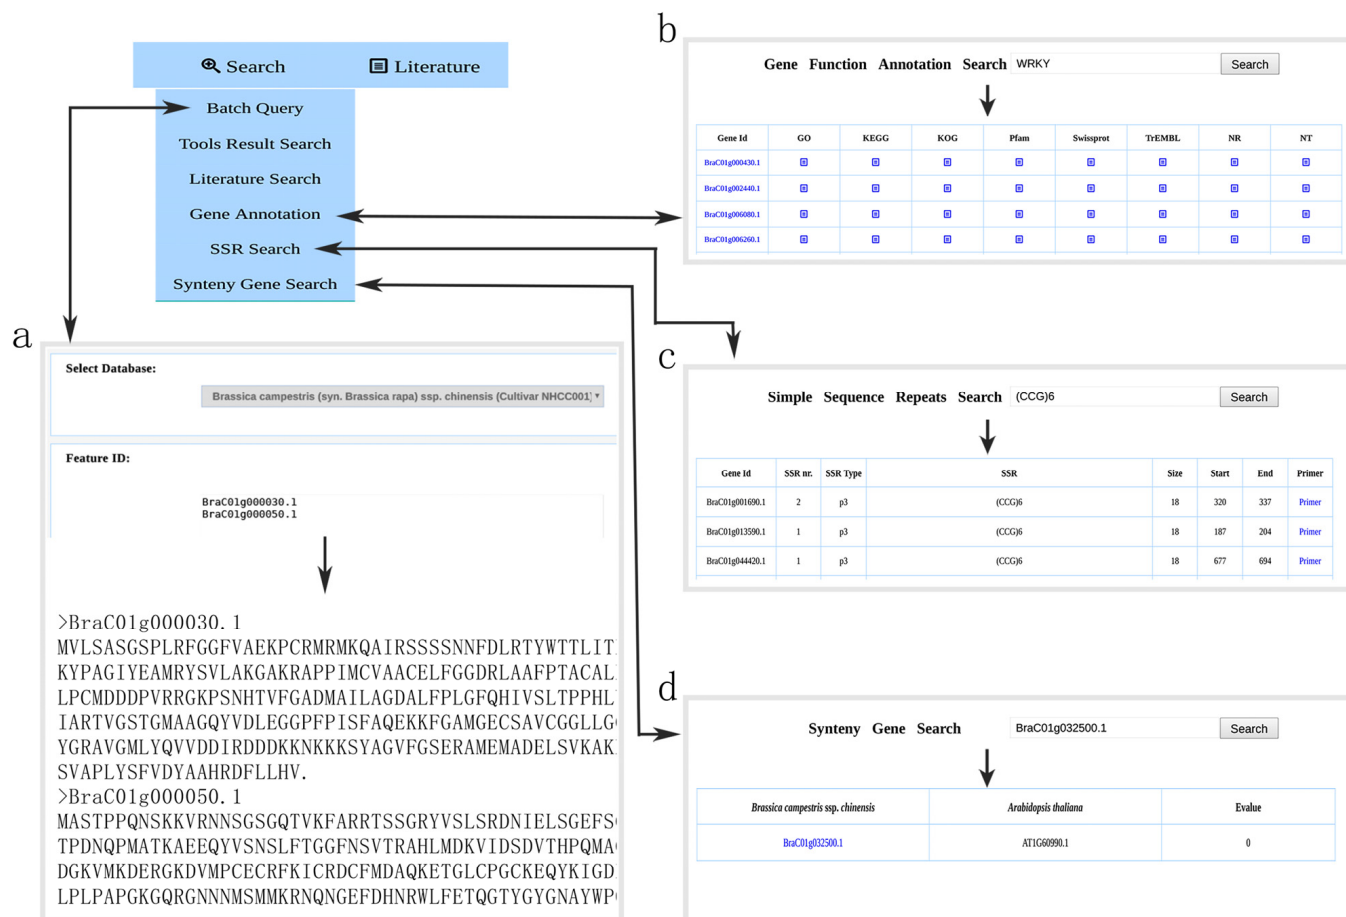 Search Literature
Batch Query
Tools Result Search
Literature Search
Gene Annotation
SSR Search
Synteny Gene Search
a
Select Database:
Brassica campestris (syn. Brassica rapa) ssp. chinensis (Cultivar NHCC001)
Feature ID:
BraC01g000030.1
BraC01g000050.1
>BraC01g000030.1
MVLSASGSPLRFGGFVAEKPCRMRMKQAIRSSSSNNFDLRTYWTTLIT
KYPAGIYEAMRYSVLAKGAKRAPPIMCVAACELFGGDRLAAFPTACAL
LPCMDDDPVRRGKPSNHTVFGADMAILAGDALFPLGFQHIVSLTPPHL
IARTVGSTGMAAGQYVDLEGGPFPISFAQEKKFGAMGECSAVCGGLLG
YGRAVGMLYQVVDDIRDDDKKNKKKSYAGVFGSERAMEMADELSVKAK
SVAPLYSFVDYAAHRDFLLHV.
>BraC01g000050.1
MASTPPQNSKKVRNNSGSGQTVKFARRTSSGRYVSLSRDNIELSGEFS
TPDNQPMATKAEEQYVSNSLFTGGFNSVTRAHLMDKVIDSDVTHPQMA
DGKVMKDERGKDVMPCECRFKICRDCFMDAQKETGLCPGCKEQYKIGD
LPLPAPGKGQRGNNNMSMMKRNQNGEFDHNRWLFETQGTYGYGNAYWP
b
Gene Function Annotation Search WRKY Search
Gene Id GO KEGG KOG Pfam Swissprot TrEMBL NR NT
BraC01g000430.1
BraC01g002440.1
BraC01g006080.1
BraC01g006260.1
c
Simple Sequence Repeats Search (CCG)6 Search
Gene Id SSR nr. SSR Type SSR Size Start End Primer
BraC01g001690.1 2 p3 (CCG)6 18 320 337 Primer
BraC01g013590.1 1 p3 (CCG)6 18 187 204 Primer
BraC01g044420.1 1 p3 (CCG)6 18 677 694 Primer
d
Synteny Gene Search BraC01g032500.1 Search
Brassica campestris ssp. chinensis Arabidopsis thaliana Evalue
BraC01g032500.1 AT1G60990.1 0